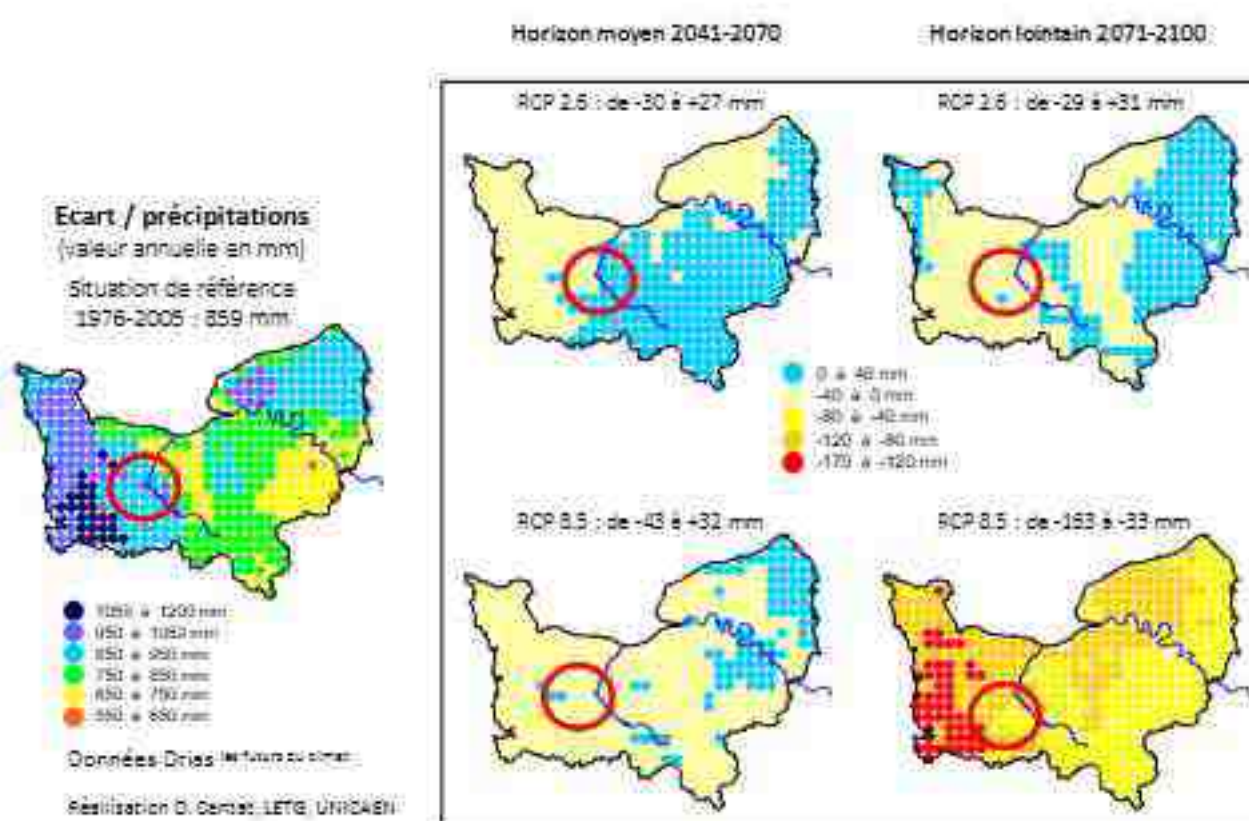 Horizon moyen 2041-2070
Horizon lointain 2071-2100
RCP 2.6 : de -30 à +27 mm
RCP 2.6 : de -29 à +31 mm
Ecart / précipitations
(valeur annuelle en mm)
Situation de référence
1976-2005 : 859 mm
0 à 40 mm
-40 à 0 mm
-80 à -40 mm
-120 à -80 mm
-170 à -120 mm
RCP 8.5 : de -43 à +32 mm
RCP 8.5 : de -163 à -33 mm
1050 à 1200 mm
950 à 1050 mm
850 à 950 mm
750 à 850 mm
650 à 750 mm
550 à 650 mm
Données Drias les futurs du climat
Réalisation O. Cantat, LETG, UNICAEN